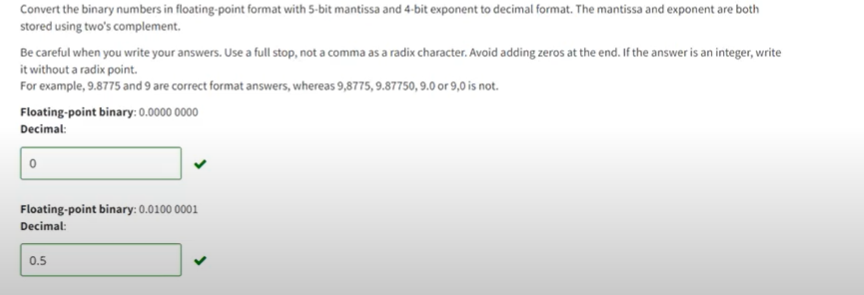 Convert the binary numbers in floating-point format with 5-bit mantissa and 4-bit exponent to decimal format. The mantissa and exponent are both
stored using two's complement.
Be careful when you write your answers. Use a full stop, not a comma as a radix character. Avoid adding zeros at the end. If the answer is an integer, write
it without a radix point.
For example, 9.8775 and 9 are correct format answers, whereas 9,8775, 9.87750, 9.0 or 9,0 is not.
Floating-point binary: 0.0000 0000
Decimal:
0
Floating-point binary: 0.0100 0001
Decimal:
0.5